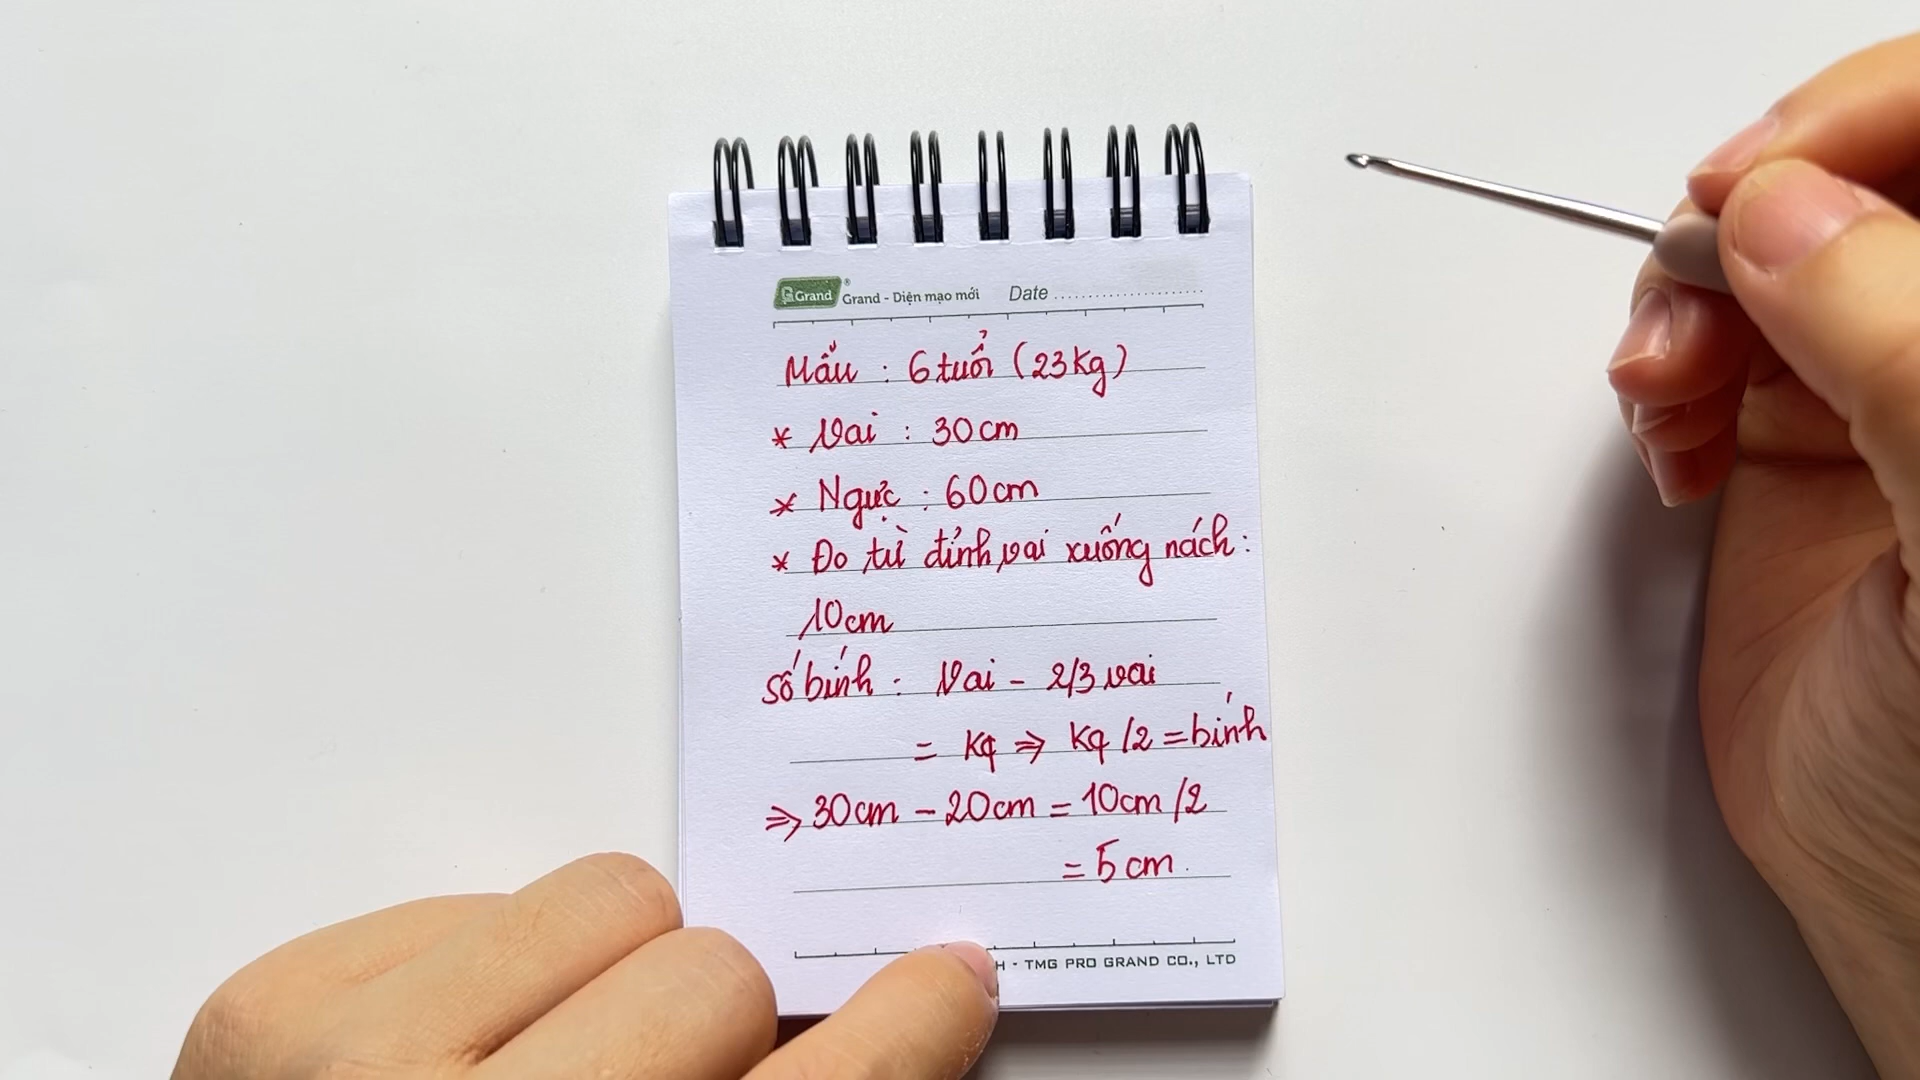 Grand® Grand - Diện mạo mới Date
Mẫu : 6 tuổi (23kg)
* Vai : 30cm
* Ngực : 60cm
* Đo từ đỉnh vai xuống nách :
10cm
Số bính : Vai - 2/3 vai
= Kq ⇒ Kq /2 = bính
⇒ 30cm - 20cm = 10cm /2
= 5cm.
H - TMG PRO GRAND CO., LTD